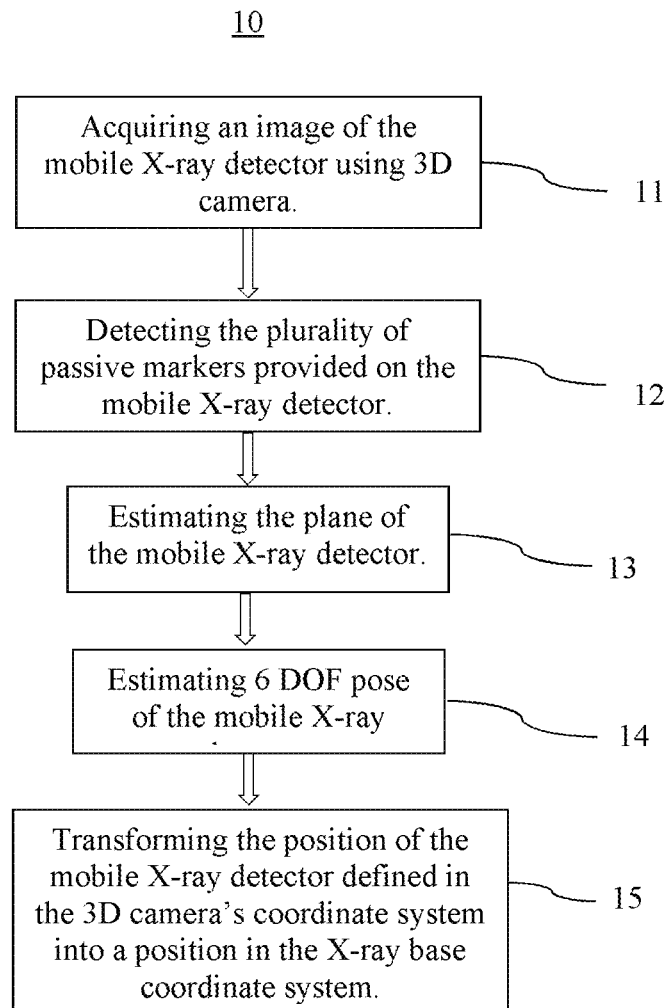 10
Acquiring an image of the
mobile X-ray detector using 3D
camera.
11
Detecting the plurality of
passive markers provided on the
mobile X-ray detector.
12
Estimating the plane of
the mobile X-ray detector.
13
Estimating 6 DOF pose
of the mobile X-ray
14
Transforming the position of the
mobile X-ray detector defined in
the 3D camera's coordinate system
into a position in the X-ray base
coordinate system.
15